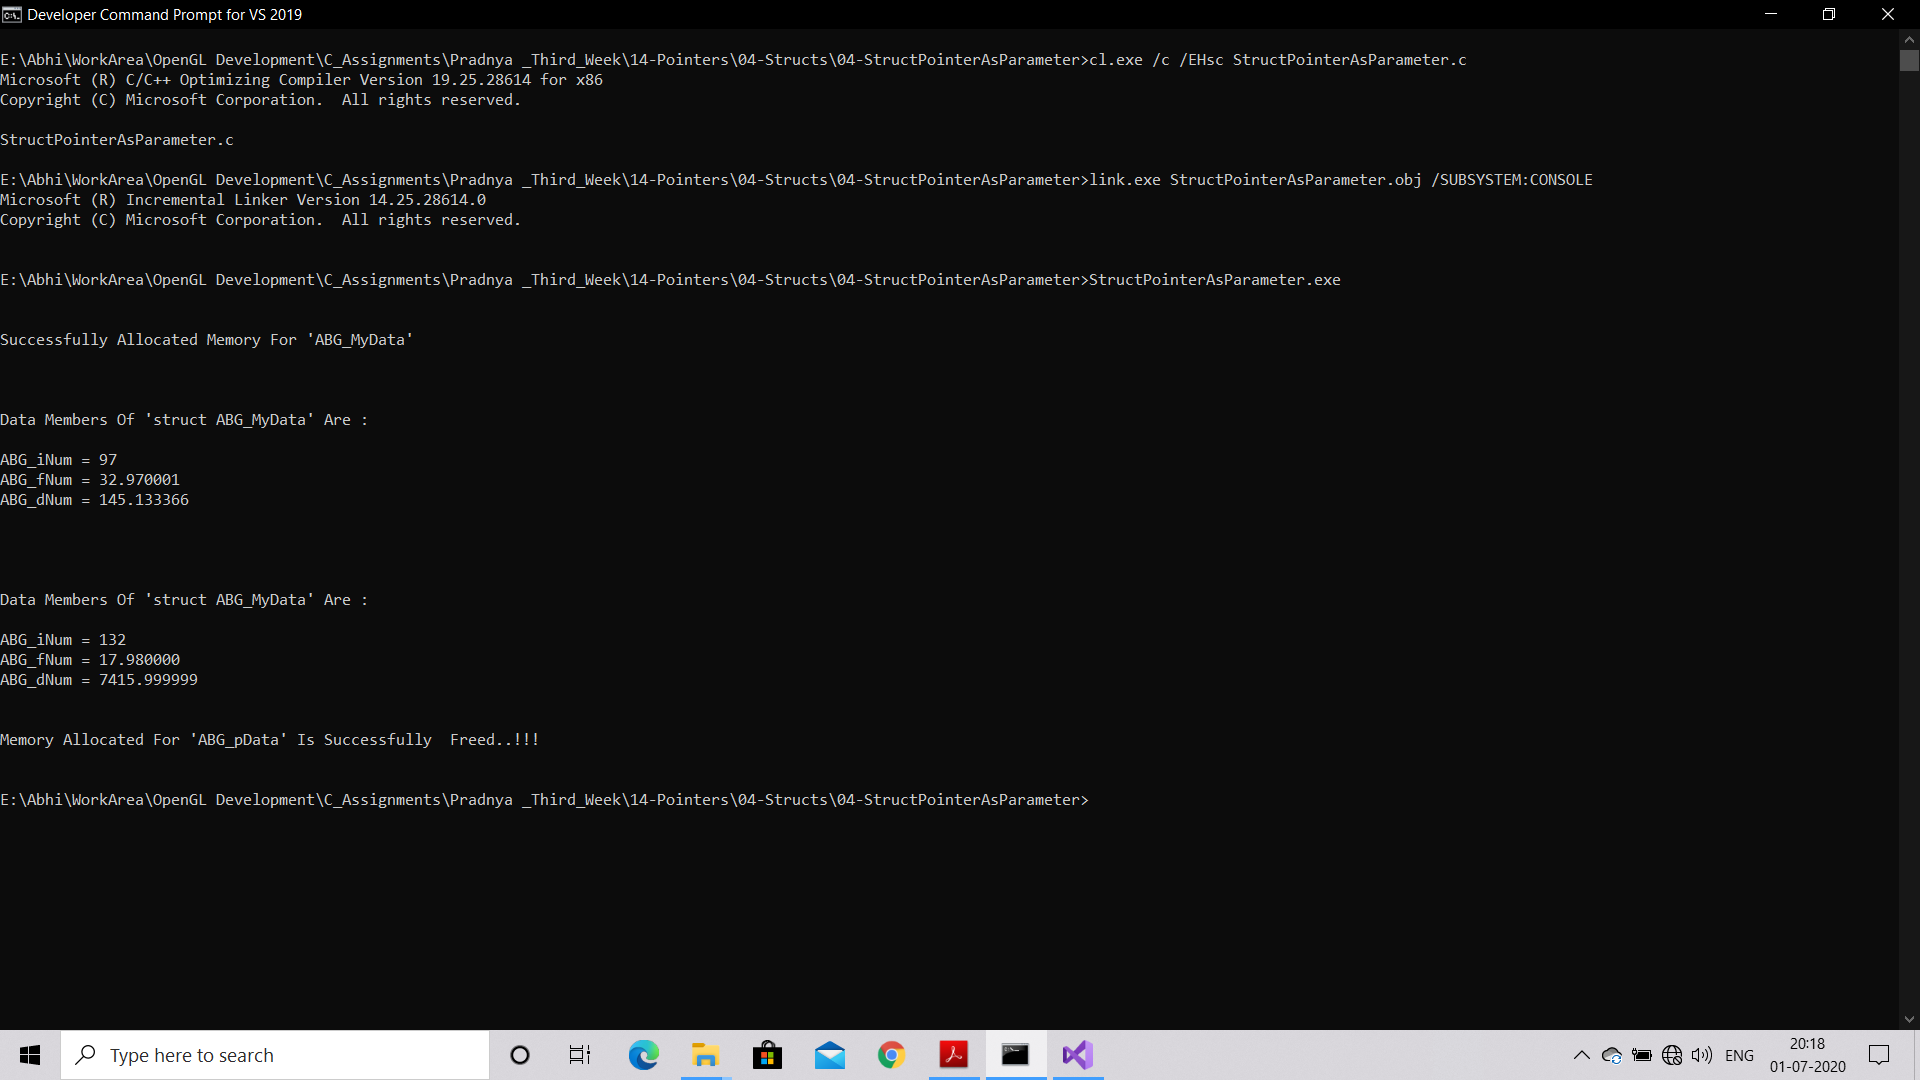 Developer Command Prompt for VS 2019
E:\Abhi\WorkArea\OpenGL Development\C_Assignments\Pradnya _Third_Week\14-Pointers\04-Structs\04-StructPointerAsParameter>cl.exe /c /EHsc StructPointerAsParameter.c
Microsoft (R) C/C++ Optimizing Compiler Version 19.25.28614 for x86
Copyright (C) Microsoft Corporation.  All rights reserved.
StructPointerAsParameter.c
E:\Abhi\WorkArea\OpenGL Development\C_Assignments\Pradnya _Third_Week\14-Pointers\04-Structs\04-StructPointerAsParameter>link.exe StructPointerAsParameter.obj /SUBSYSTEM:CONSOLE
Microsoft (R) Incremental Linker Version 14.25.28614.0
Copyright (C) Microsoft Corporation.  All rights reserved.
E:\Abhi\WorkArea\OpenGL Development\C_Assignments\Pradnya _Third_Week\14-Pointers\04-Structs\04-StructPointerAsParameter>StructPointerAsParameter.exe
Successfully Allocated Memory For 'ABG_MyData'
Data Members Of 'struct ABG_MyData' Are :
ABG_iNum = 97
ABG_fNum = 32.970001
ABG_dNum = 145.133366
Data Members Of 'struct ABG_MyData' Are :
ABG_iNum = 132
ABG_fNum = 17.980000
ABG_dNum = 7415.999999
Memory Allocated For 'ABG_pData' Is Successfully  Freed..!!!
E:\Abhi\WorkArea\OpenGL Development\C_Assignments\Pradnya _Third_Week\14-Pointers\04-Structs\04-StructPointerAsParameter>
Type here to search
ENG
20:18
01-07-2020